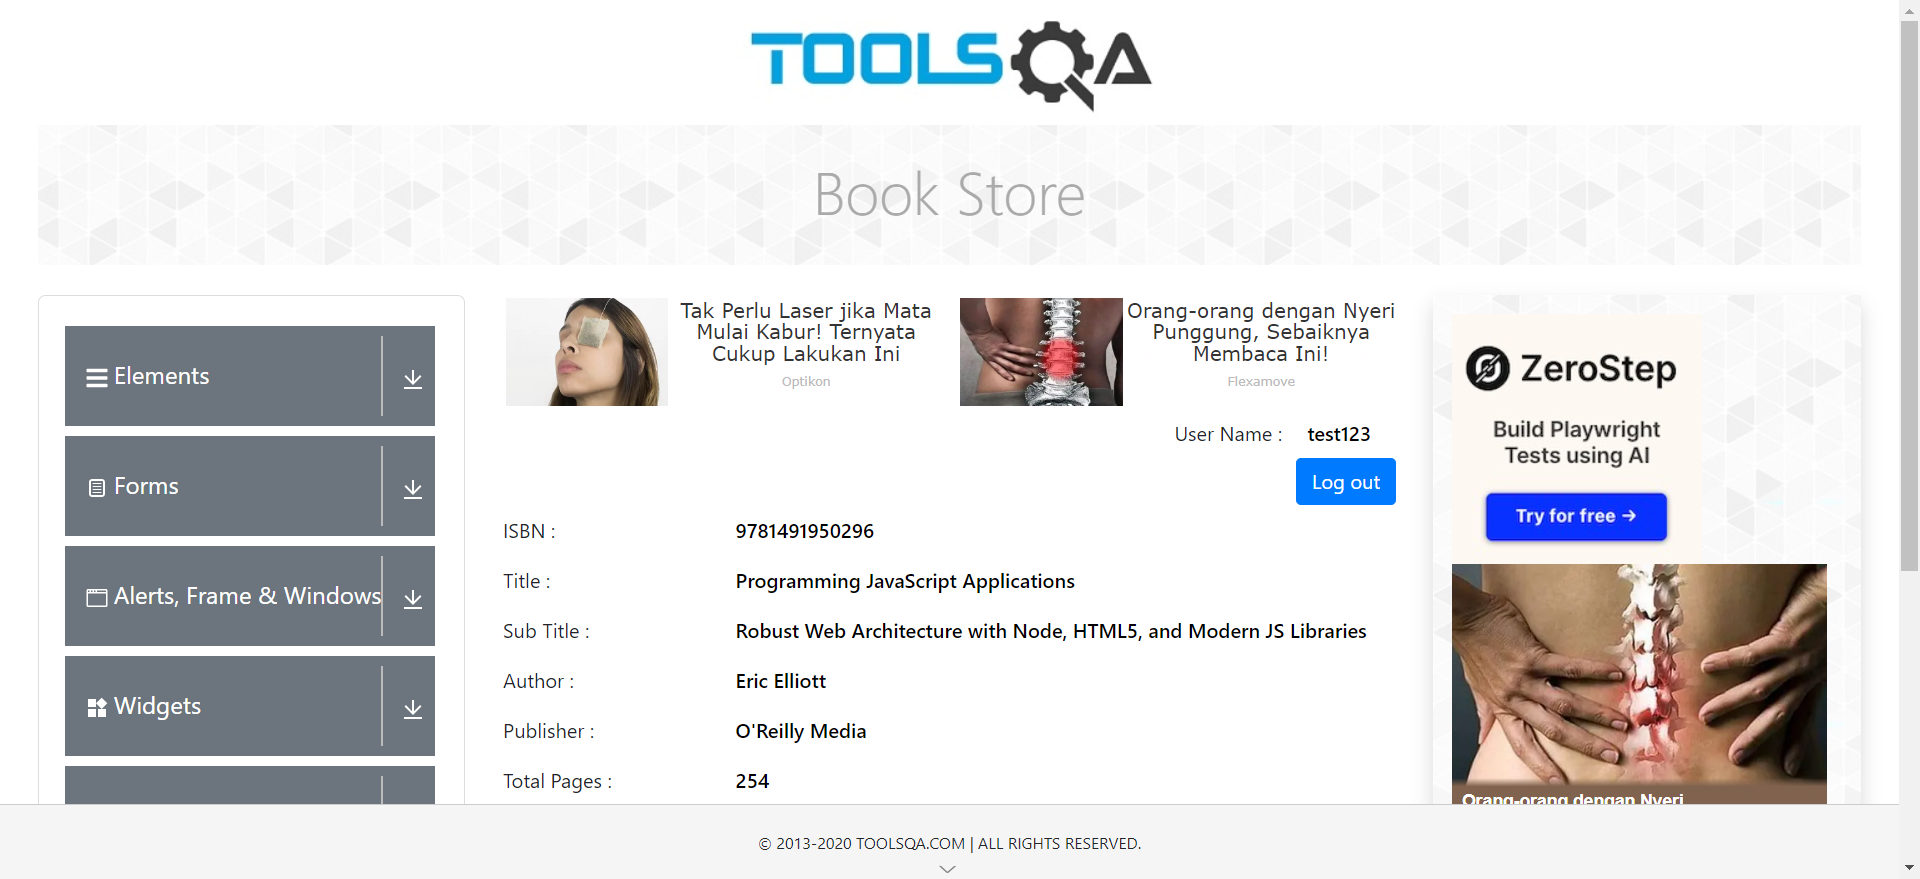 TOOLSQA
Book Store
Elements
Forms
Alerts, Frame & Windows
Widgets
Tak Perlu Laser jika Mata
Mulai Kabur! Ternyata
Cukup Lakukan Ini
Optikon
Orang-orang dengan Nyeri
Punggung, Sebaiknya
Membaca Ini!
Flexamove
User Name : test123
Log out
ISBN : 9781491950296
Title : Programming JavaScript Applications
Sub Title : Robust Web Architecture with Node, HTML5, and Modern JS Libraries
Author : Eric Elliott
Publisher : O'Reilly Media
Total Pages : 254
ZeroStep
Build Playwright
Tests using AI
Try for free →
Orang-orang dengan Nyeri
© 2013-2020 TOOLSQA.COM | ALL RIGHTS RESERVED.